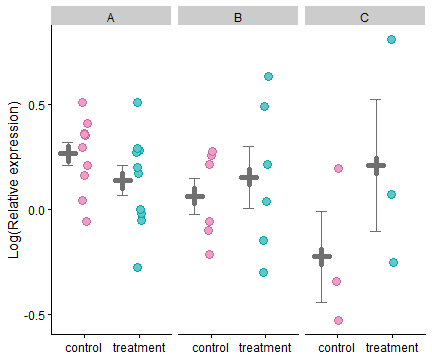 A B C
Log(Relative expression)
0.5
0.0
-0.5
control treatment control treatment control treatment